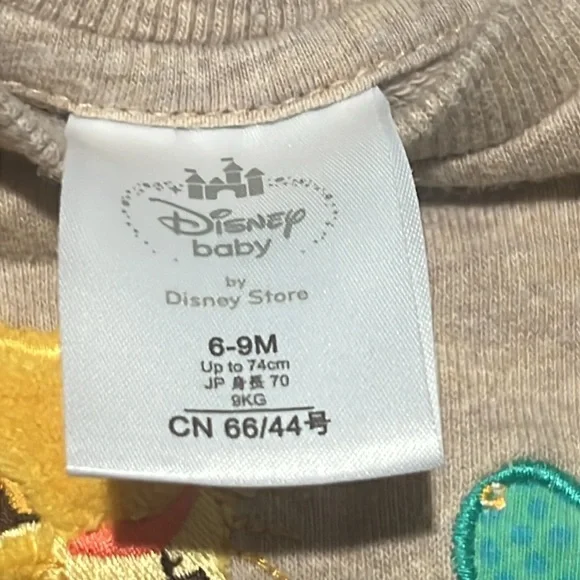 Disney
baby
by
Disney Store
6-9M
Up to 74cm
JP 身長 70
9KG
CN 66/44号